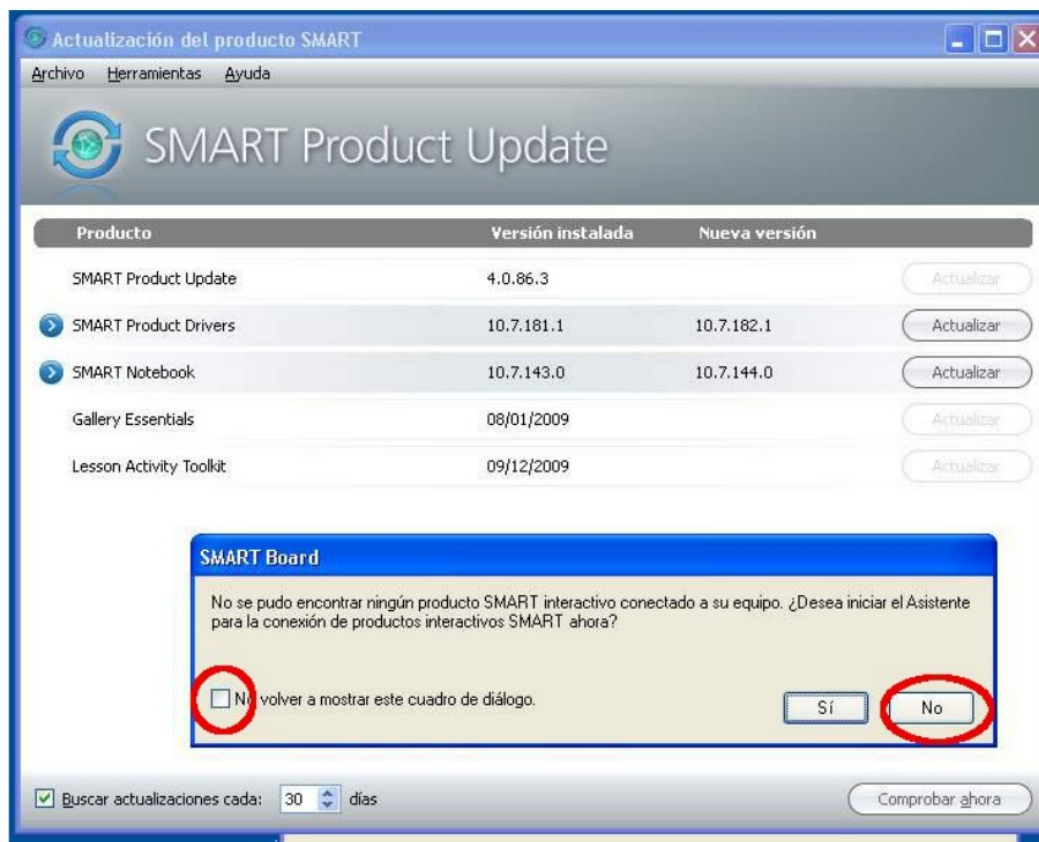 Actualización del producto SMART
Archivo Herramientas Ayuda
SMART Product Update
Producto Versión instalada Nueva versión
SMART Product Update 4.0.86.3 Actualizar
SMART Product Drivers 10.7.181.1 10.7.182.1 Actualizar
SMART Notebook 10.7.143.0 10.7.144.0 Actualizar
Gallery Essentials 08/01/2009 Actualizar
Lesson Activity Toolkit 09/12/2009 Actualizar
SMART Board
No se pudo encontrar ningún producto SMART interactivo conectado a su equipo. ¿Desea iniciar el Asistente
para la conexión de productos interactivos SMART ahora?
No volver a mostrar este cuadro de diálogo.
Sí No
Buscar actualizaciones cada: 30 días Comprobar ahora